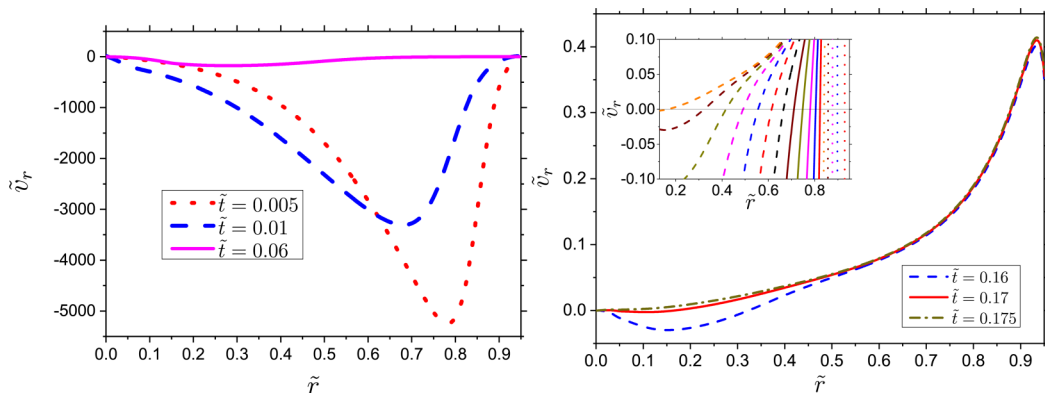 0
-1000
-2000
-3000
-4000
-5000
ṽ_r
t̃ = 0.005
t̃ = 0.01
t̃ = 0.06
0.0 0.1 0.2 0.3 0.4 0.5 0.6 0.7 0.8 0.9
r̃
0.4
0.3
0.2
0.1
0.0
ṽ_r
0.10
0.05
0.00
-0.05
-0.10
ṽ_r
0.2 0.4 0.6 0.8
r̃
t̃ = 0.16
t̃ = 0.17
t̃ = 0.175
0.0 0.1 0.2 0.3 0.4 0.5 0.6 0.7 0.8 0.9
r̃